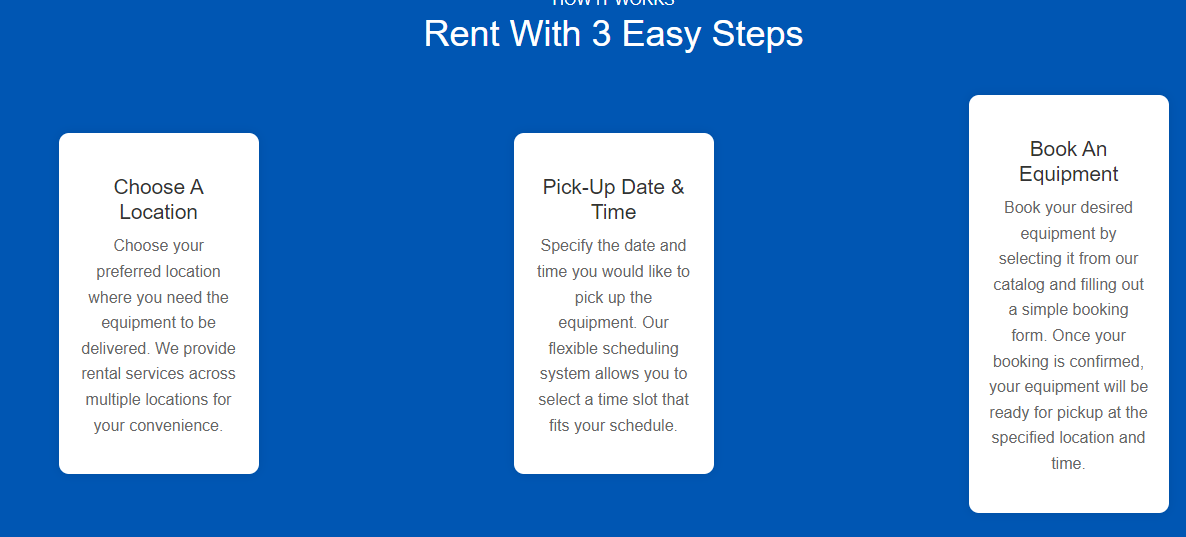 HOW IT WORKS
Rent With 3 Easy Steps
Choose A
Location
Choose your
preferred location
where you need the
equipment to be
delivered. We provide
rental services across
multiple locations for
your convenience.
Pick-Up Date &
Time
Specify the date and
time you would like to
pick up the
equipment. Our
flexible scheduling
system allows you to
select a time slot that
fits your schedule.
Book An
Equipment
Book your desired
equipment by
selecting it from our
catalog and filling out
a simple booking
form. Once your
booking is confirmed,
your equipment will be
ready for pickup at the
specified location and
time.